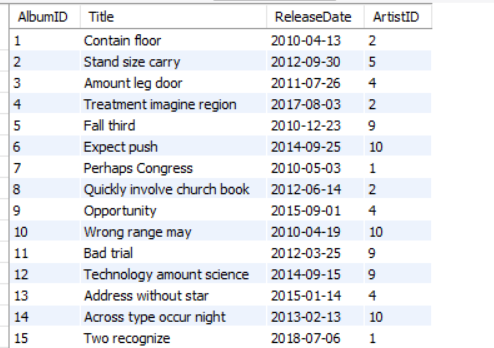 AlbumID Title ReleaseDate ArtistID
1 Contain floor 2010-04-13 2
2 Stand size carry 2012-09-30 5
3 Amount leg door 2011-07-26 4
4 Treatment imagine region 2017-08-03 2
5 Fall third 2010-12-23 9
6 Expect push 2014-09-25 10
7 Perhaps Congress 2010-05-03 1
8 Quickly involve church book 2012-06-14 2
9 Opportunity 2015-09-01 4
10 Wrong range may 2010-04-19 10
11 Bad trial 2012-03-25 9
12 Technology amount science 2014-09-15 9
13 Address without star 2015-01-14 4
14 Across type occur night 2013-02-13 10
15 Two recognize 2018-07-06 1